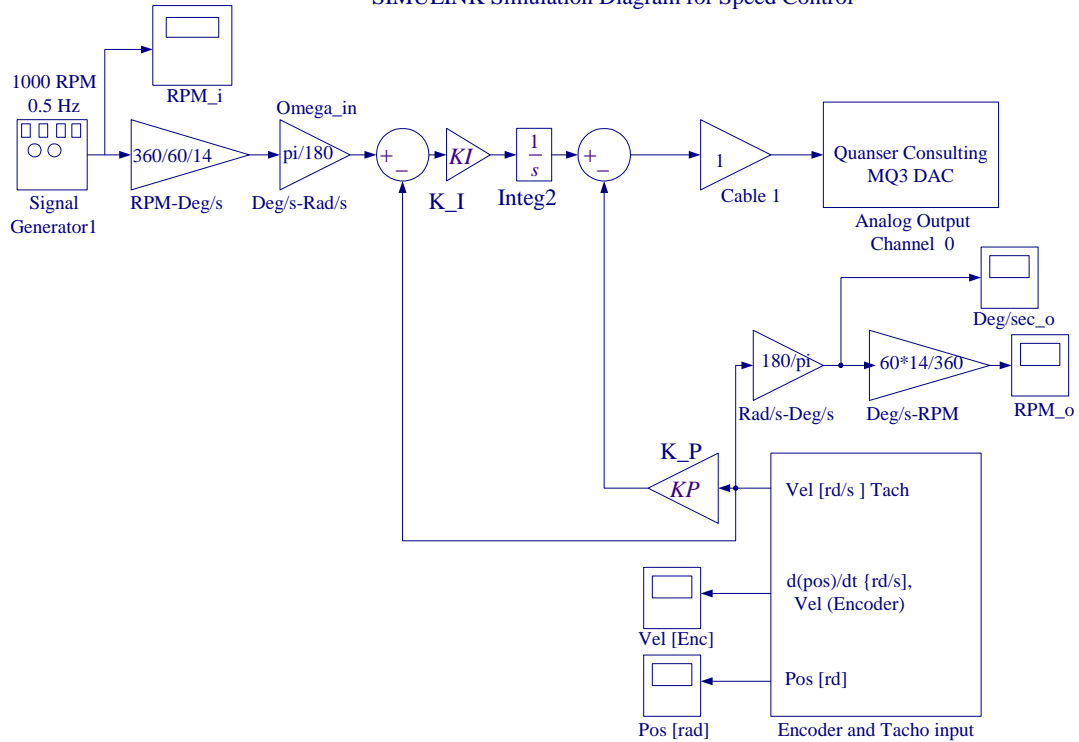 SIMULINK Simulation Diagram for Speed Control
RPM_i
1000 RPM
0.5 Hz
Signal
Generator1
360/60/14
RPM-Deg/s
Omega_in
pi/180
Deg/s-Rad/s
+
−
KI
K_I
1
s
Integ2
+
−
1
Cable 1
Quanser Consulting
MQ3 DAC
Analog Output
Channel 0
Deg/sec_o
180/pi
Rad/s-Deg/s
60*14/360
Deg/s-RPM
RPM_o
K_P
KP
Vel [rd/s ] Tach
d(pos)/dt {rd/s],
Vel (Encoder)
Pos [rd]
Vel [Enc]
Pos [rad]
Encoder and Tacho input